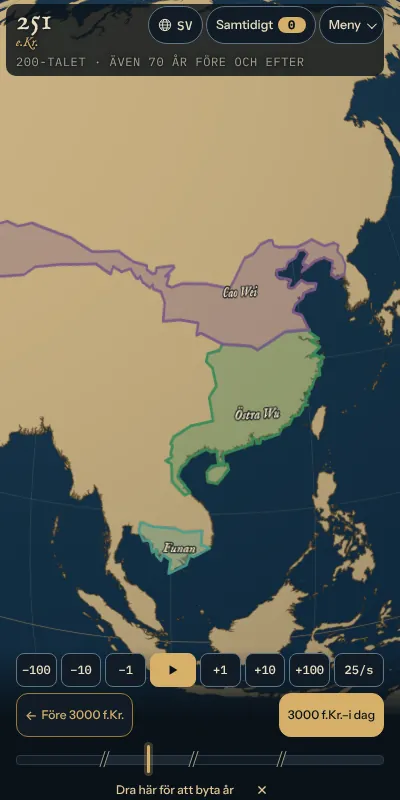 251
e.Kr.
SV
Samtidigt 0
Meny
200-TALET · ÄVEN 70 ÅR FÖRE OCH EFTER
Cao Wei
Östra Wu
Funan
−100 −10 −1 +1 +10 +100 25/s
← Före 3000 f.Kr.
3000 f.Kr.–i dag
Dra här för att byta år ×